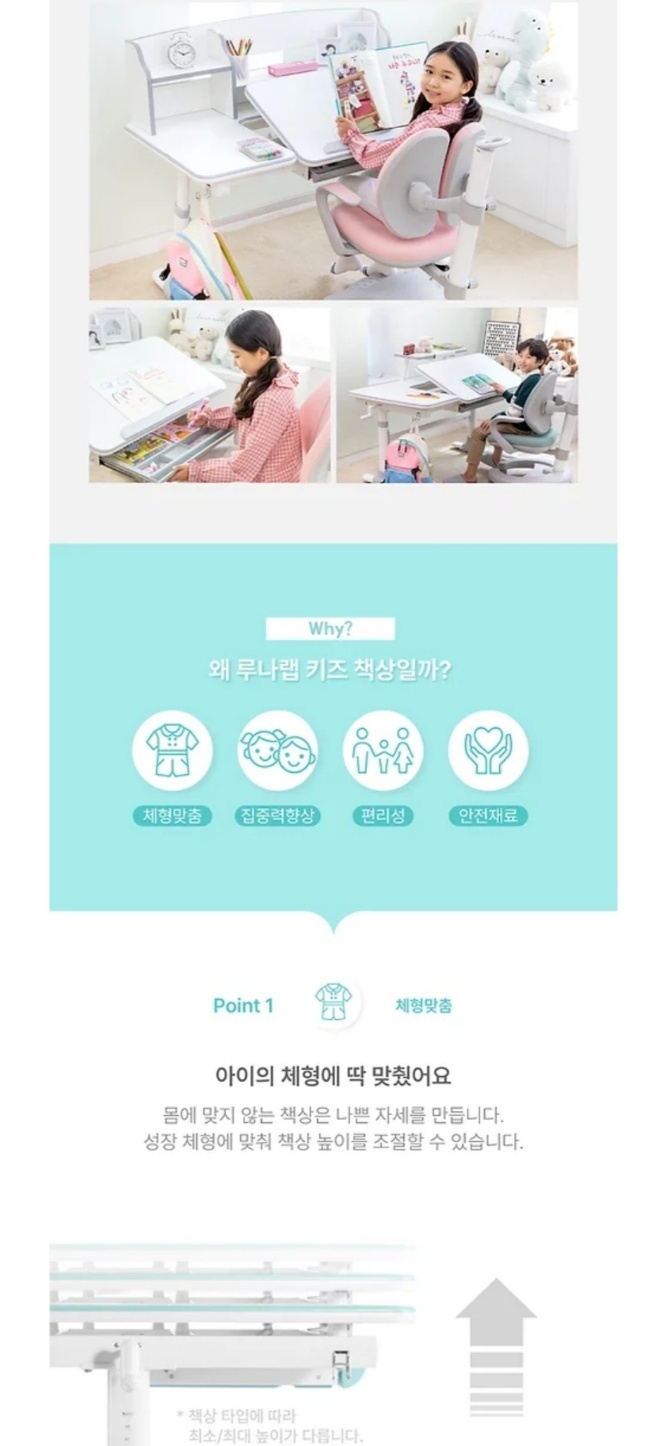 Why?
왜 루나랩 키즈 책상일까?
체형맞춤
집중력향상
편리성
안전재료
Point 1
체형맞춤
아이의 체형에 딱 맞췄어요
몸에 맞지 않는 책상은 나쁜 자세를 만듭니다.
성장 체형에 맞춰 책상 높이를 조절할 수 있습니다.
* 책상 타입에 따라
최소/최대 높이가 다릅니다.